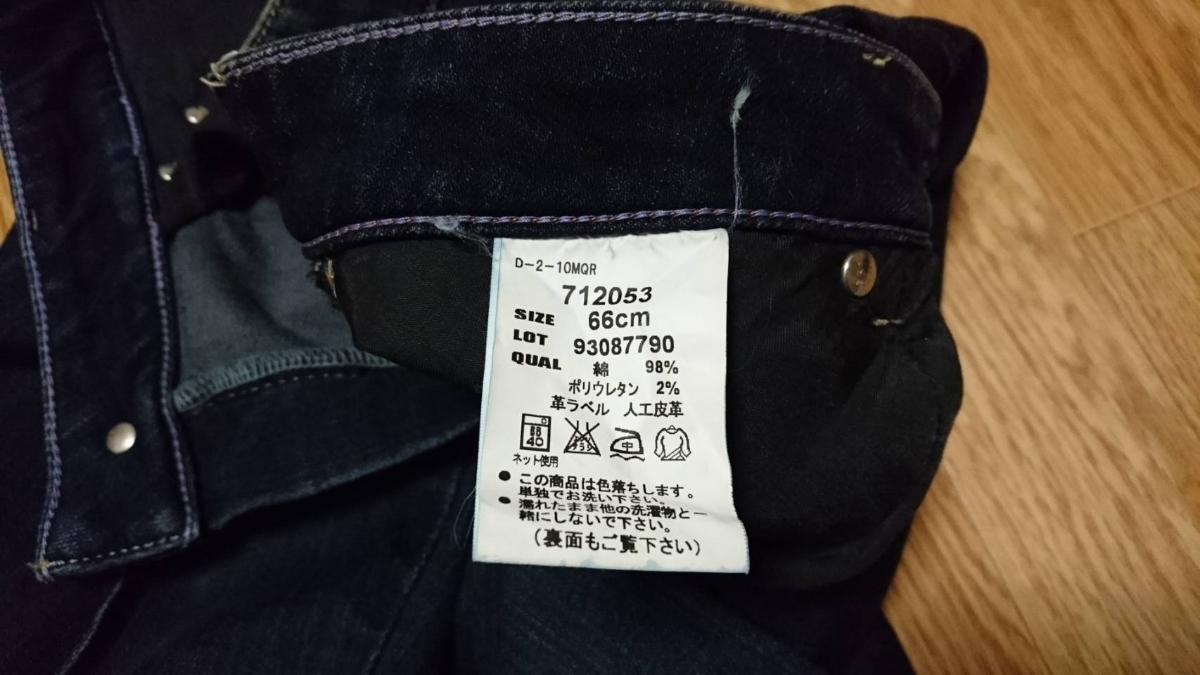 D-2-10MQR
712053
SIZE 66cm
LOT 93087790
QUAL 綿 98%
ポリウレタン 2%
革ラベル 人工皮革
40 中
ネット使用
● この商品は色落ちします。
単独でお洗い下さい。
● 濡れたまま他の洗濯物と一
緒にしないで下さい。
(裏面もご覧下さい)